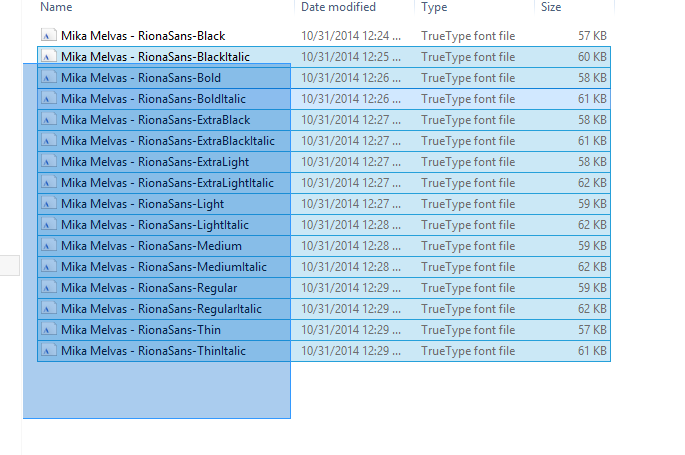 Name Date modified Type Size
Mika Melvas - RionaSans-Black 10/31/2014 12:24 ... TrueType font file 57 KB
Mika Melvas - RionaSans-BlackItalic 10/31/2014 12:25 ... TrueType font file 60 KB
Mika Melvas - RionaSans-Bold 10/31/2014 12:26 ... TrueType font file 58 KB
Mika Melvas - RionaSans-BoldItalic 10/31/2014 12:26 ... TrueType font file 61 KB
Mika Melvas - RionaSans-ExtraBlack 10/31/2014 12:27 ... TrueType font file 58 KB
Mika Melvas - RionaSans-ExtraBlackItalic 10/31/2014 12:27 ... TrueType font file 61 KB
Mika Melvas - RionaSans-ExtraLight 10/31/2014 12:27 ... TrueType font file 58 KB
Mika Melvas - RionaSans-ExtraLightItalic 10/31/2014 12:27 ... TrueType font file 62 KB
Mika Melvas - RionaSans-Light 10/31/2014 12:27 ... TrueType font file 59 KB
Mika Melvas - RionaSans-LightItalic 10/31/2014 12:28 ... TrueType font file 62 KB
Mika Melvas - RionaSans-Medium 10/31/2014 12:28 ... TrueType font file 59 KB
Mika Melvas - RionaSans-MediumItalic 10/31/2014 12:28 ... TrueType font file 62 KB
Mika Melvas - RionaSans-Regular 10/31/2014 12:29 ... TrueType font file 59 KB
Mika Melvas - RionaSans-RegularItalic 10/31/2014 12:29 ... TrueType font file 62 KB
Mika Melvas - RionaSans-Thin 10/31/2014 12:29 ... TrueType font file 57 KB
Mika Melvas - RionaSans-ThinItalic 10/31/2014 12:29 ... TrueType font file 61 KB